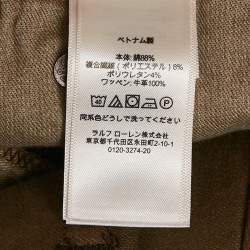 ベトナム製
本体: 綿88%
複合繊維 (ポリエステル) 8%
ポリウレタン4%
ワッペン: 牛革100%
同系色どうしで洗ってください
ラルフ ローレン株式会社
東京都千代田区永田町2-10-1
0120-3274-20